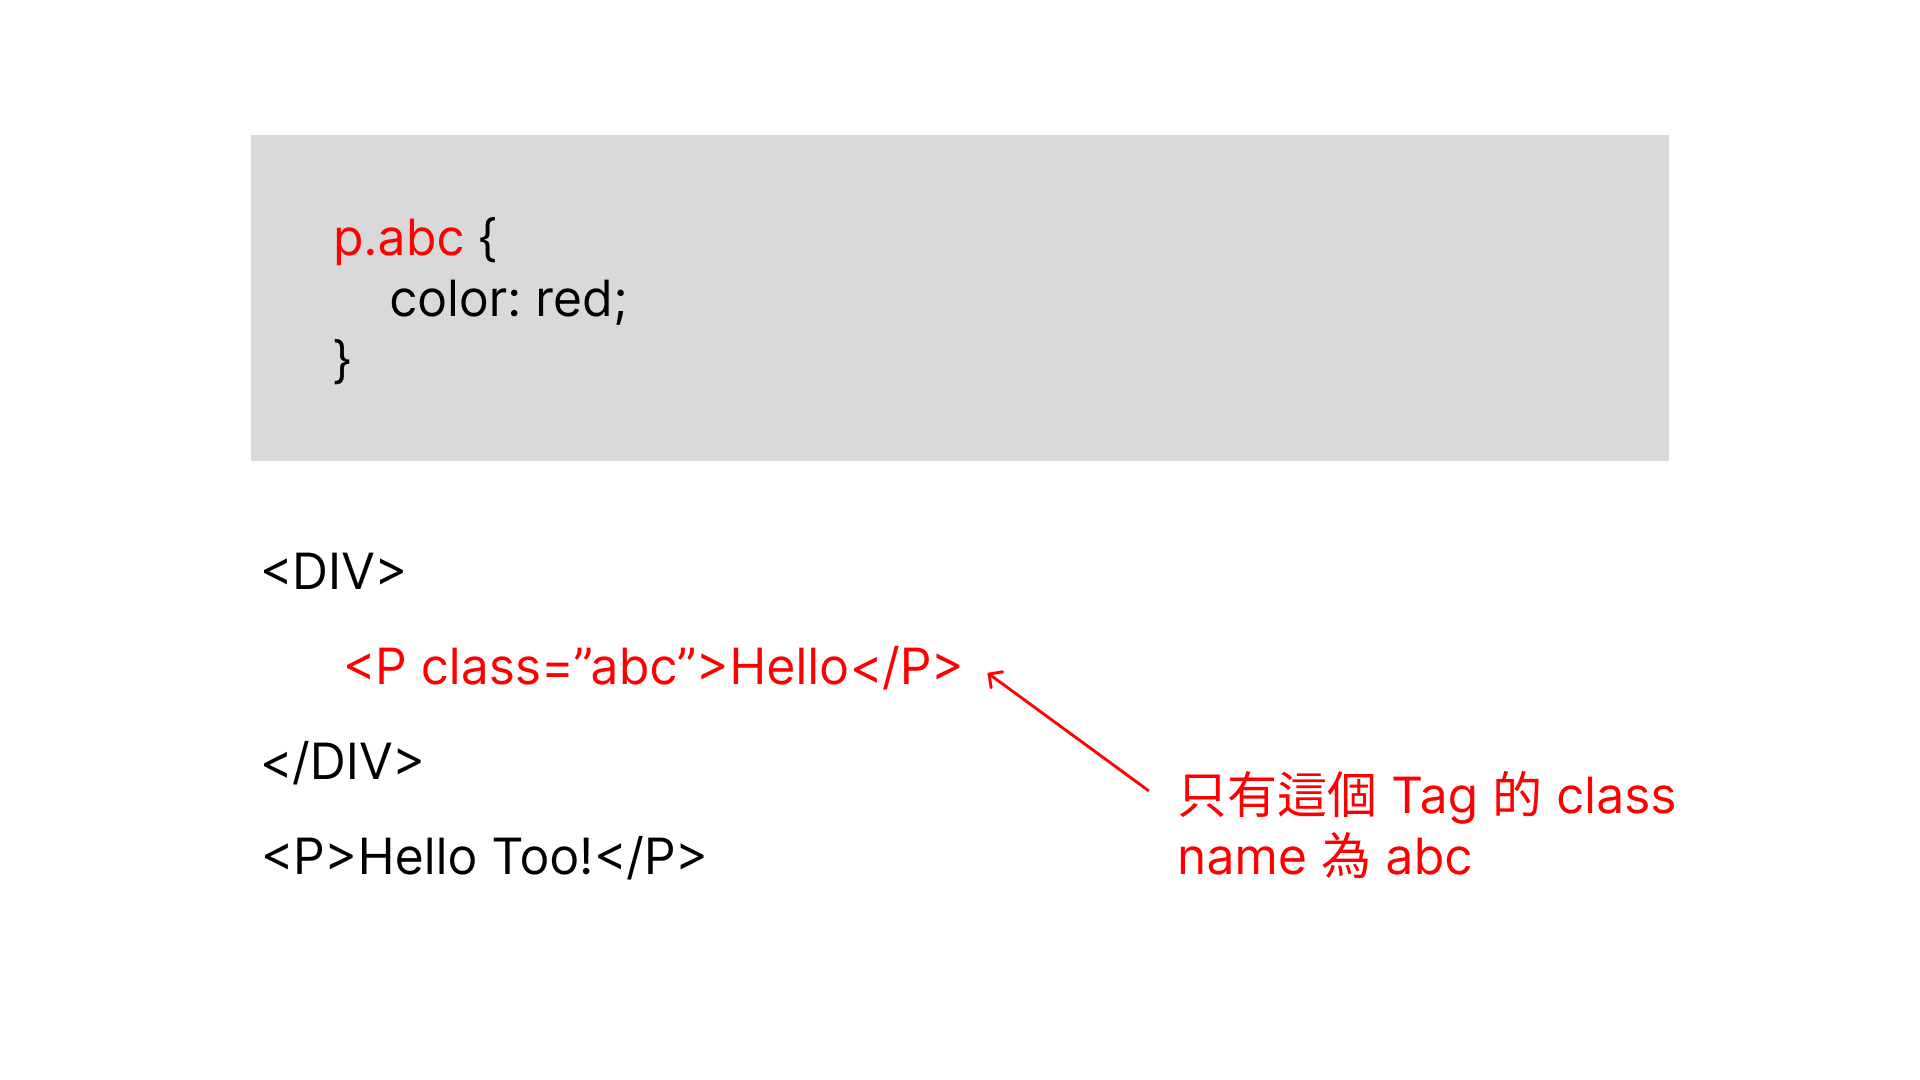 p.abc {
color: red;
}
<DIV>
<P class=”abc”>Hello</P>
</DIV>
只有這個 Tag 的 class
name 為 abc
<P>Hello Too!</P>